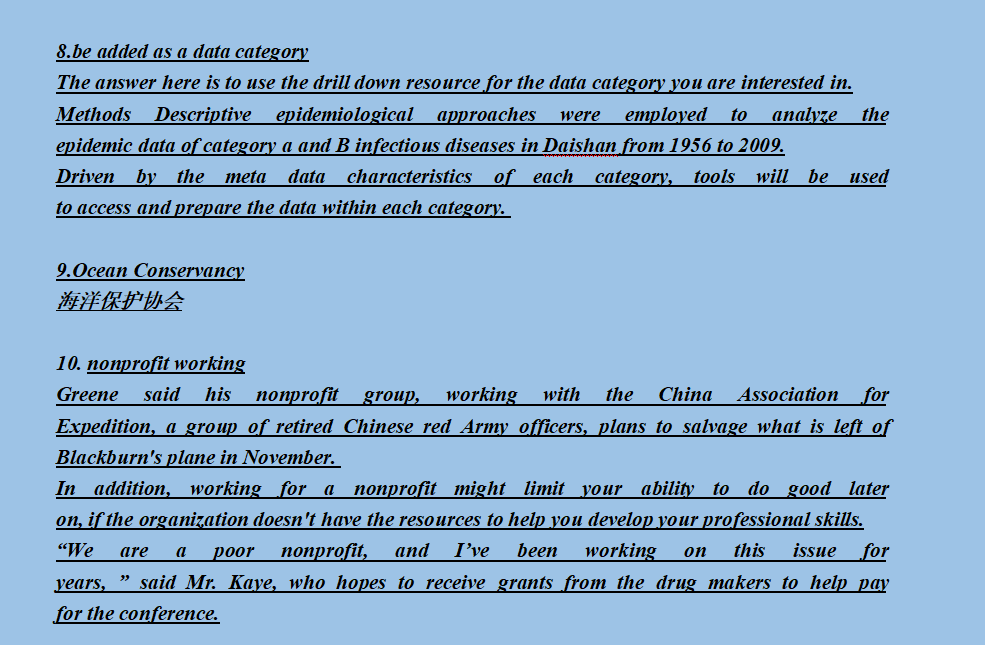 8.be added as a data category
The answer here is to use the drill down resource for the data category you are interested in.
Methods Descriptive epidemiological approaches were employed to analyze the
epidemic data of category a and B infectious diseases in Daishan from 1956 to 2009.
Driven by the meta data characteristics of each category, tools will be used
to access and prepare the data within each category.
9.Ocean Conservancy
海洋保护协会
10. nonprofit working
Greene said his nonprofit group, working with the China Association for
Expedition, a group of retired Chinese red Army officers, plans to salvage what is left of
Blackburn's plane in November.
In addition, working for a nonprofit might limit your ability to do good later
on, if the organization doesn't have the resources to help you develop your professional skills.
“We are a poor nonprofit, and I’ve been working on this issue for
years, ” said Mr. Kaye, who hopes to receive grants from the drug makers to help pay
for the conference.